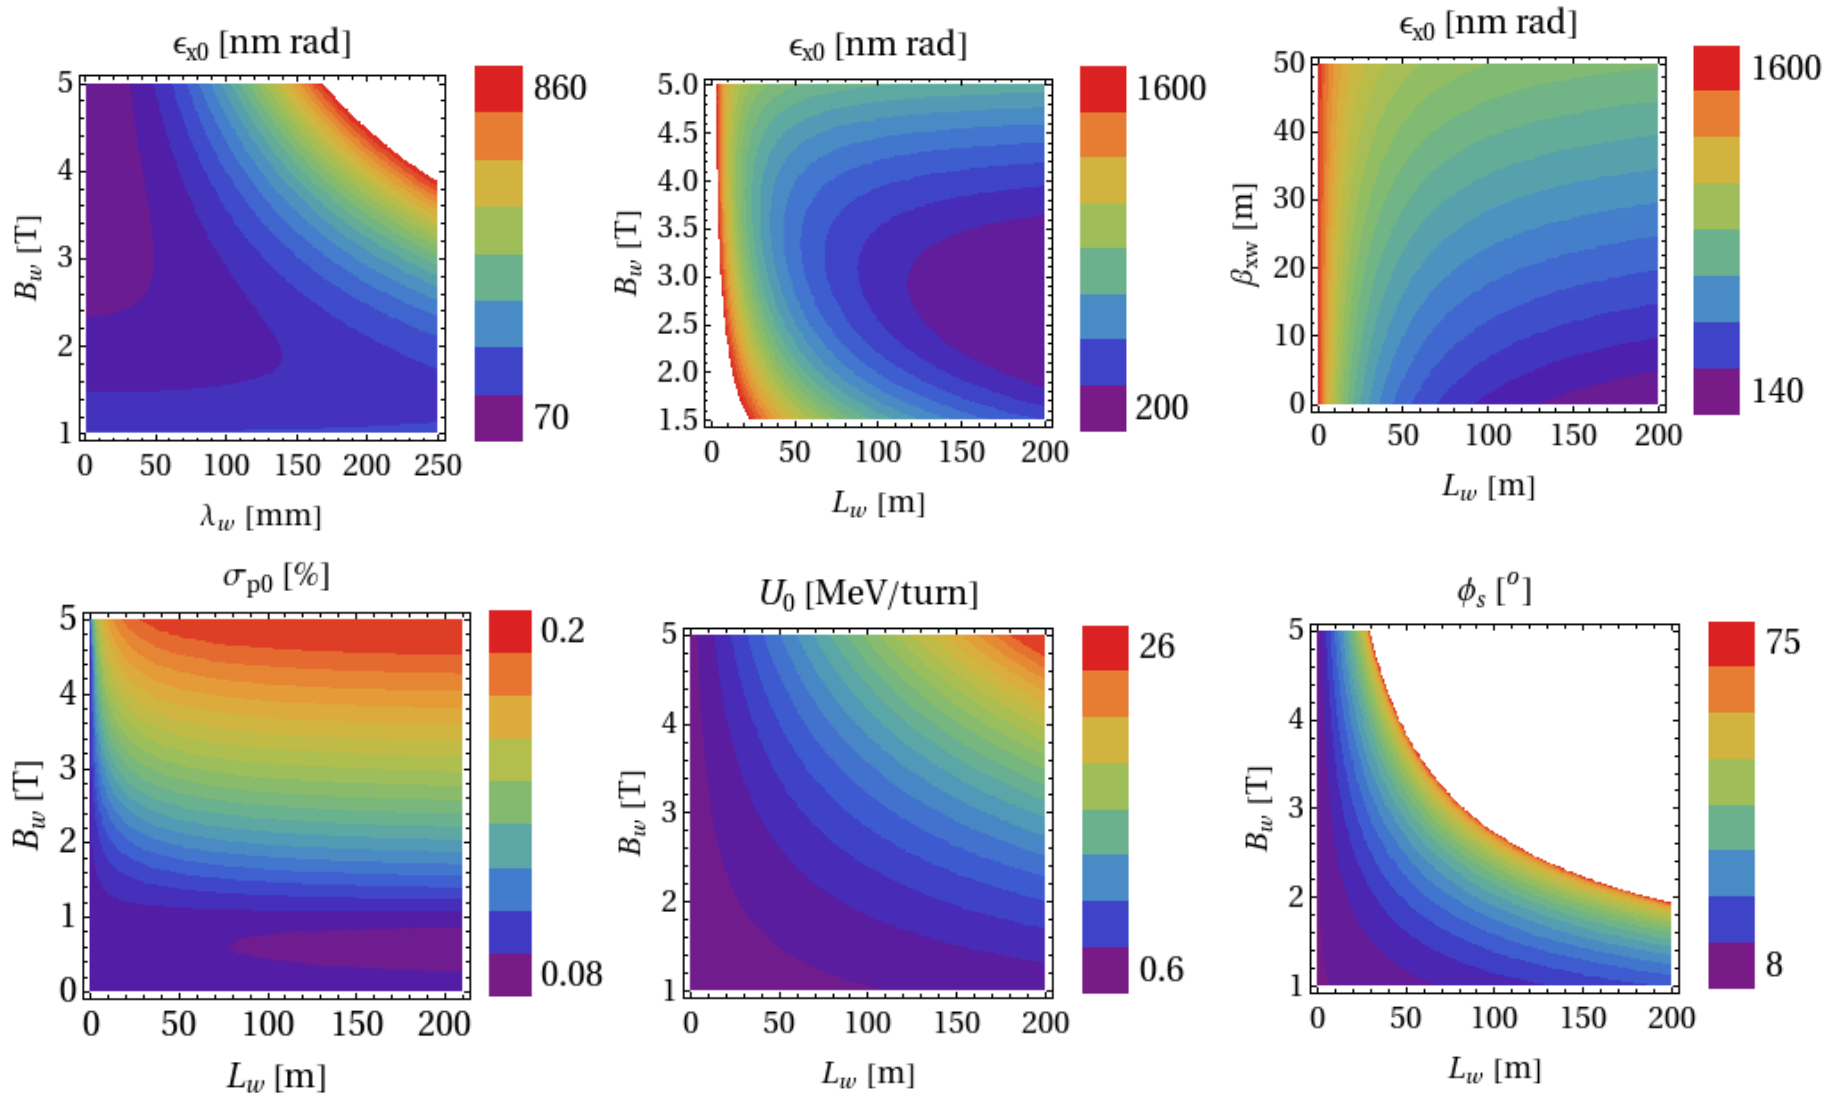 ϵx0 [nm rad]
5
4
3
2
1
Bw [T]
0 50 100 150 200 250
λw [mm]
860
70
ϵx0 [nm rad]
5.0
4.5
4.0
3.5
3.0
2.5
2.0
1.5
Bw [T]
0 50 100 150 200
Lw [m]
1600
200
ϵx0 [nm rad]
50
40
30
20
10
0
βxw [m]
0 50 100 150 200
Lw [m]
1600
140
σp0 [%]
5
4
3
2
1
0
Bw [T]
0 50 100 150 200
Lw [m]
0.2
0.08
U0 [MeV/turn]
5
4
3
2
1
Bw [T]
0 50 100 150 200
Lw [m]
26
0.6
ϕs [o]
5
4
3
2
1
Bw [T]
0 50 100 150 200
Lw [m]
75
8